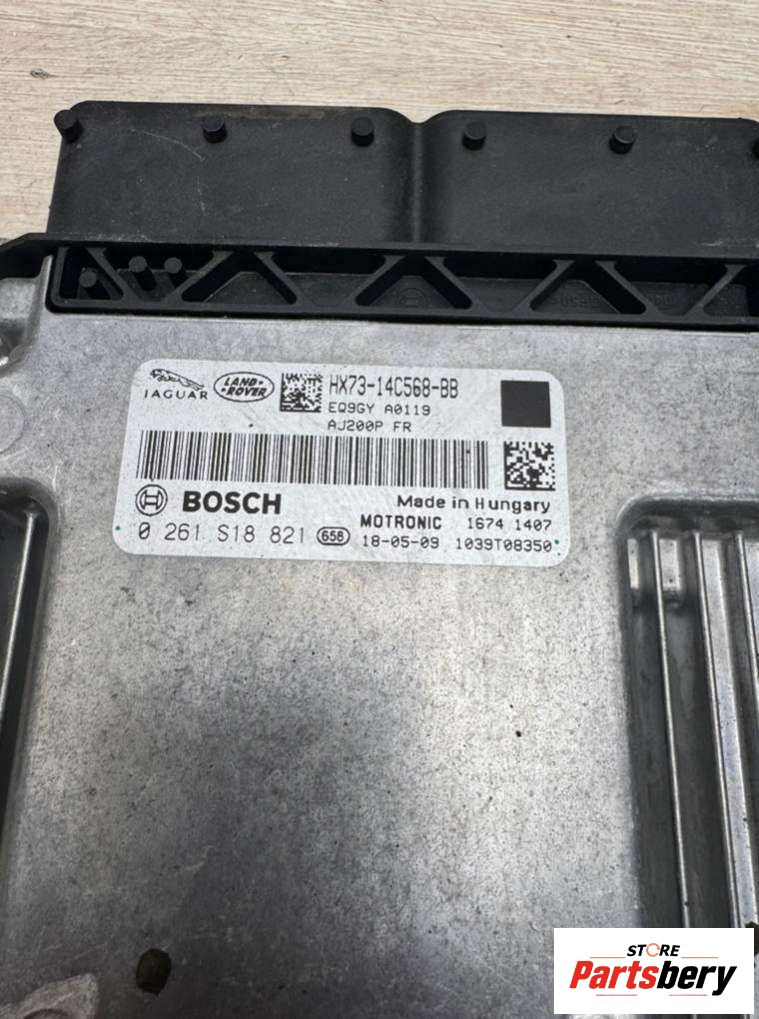 JAGUAR LAND ROVER HX73-14C568-BB
EQ9GY A0119
AJ200P FR
BOSCH Made in Hungary
MOTRONIC 1674 1407
0 261 S18 821 658 18-05-09 1039T08350
STORE
Partsbery